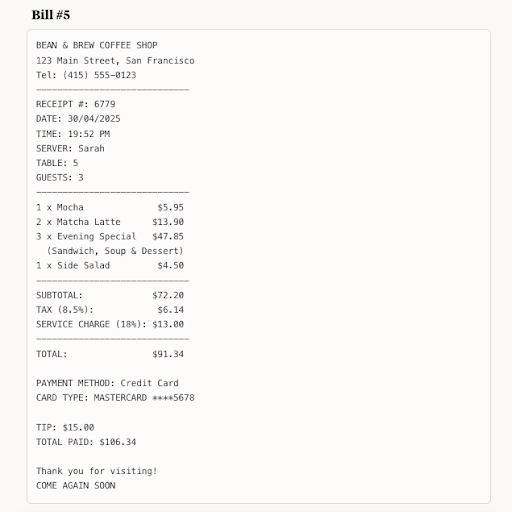 Bill #5
BEAN & BREW COFFEE SHOP
123 Main Street, San Francisco
Tel: (415) 555-0123
———————————————————————
RECEIPT #: 6779
DATE: 30/04/2025
TIME: 19:52 PM
SERVER: Sarah
TABLE: 5
GUESTS: 3
———————————————————————
1 x Mocha $5.95
2 x Matcha Latte $13.90
3 x Evening Special $47.85
(Sandwich, Soup & Dessert)
1 x Side Salad $4.50
———————————————————————
SUBTOTAL: $72.20
TAX (8.5%): $6.14
SERVICE CHARGE (18%): $13.00
———————————————————————
TOTAL: $91.34
PAYMENT METHOD: Credit Card
CARD TYPE: MASTERCARD ****5678
TIP: $15.00
TOTAL PAID: $106.34
Thank you for visiting!
COME AGAIN SOON